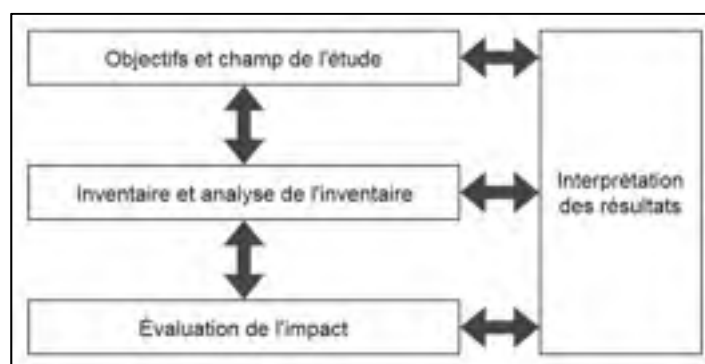 Objectifs et champ de l'étude
Inventaire et analyse de l'inventaire
Évaluation de l'impact
Interprétation
des résultats